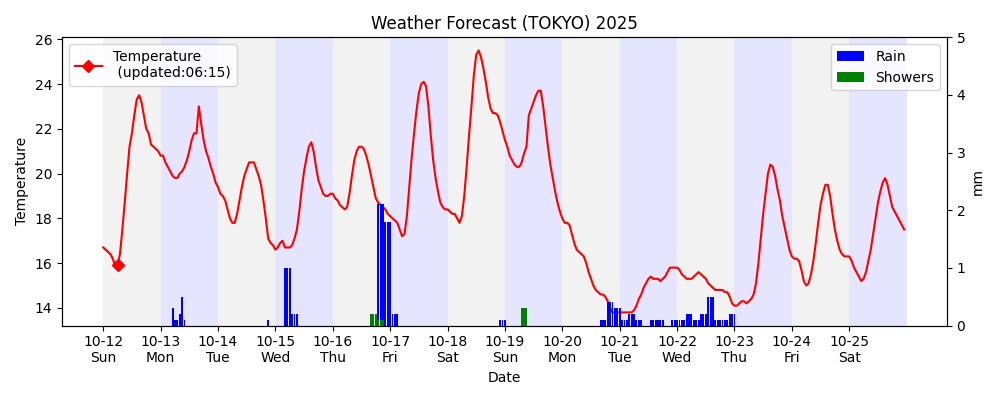 Weather Forecast (TOKYO) 2025
Temperature
(updated:06:15)
Rain
Showers
26
24
22
20
18
16
14
Temperature
5
4
3
2
1
0
mm
10-12 10-13 10-14 10-15 10-16 10-17 10-18 10-19 10-20 10-21 10-22 10-23 10-24 10-25
Sun Mon Tue Wed Thu Fri Sat Sun Mon Tue Wed Thu Fri Sat
Date